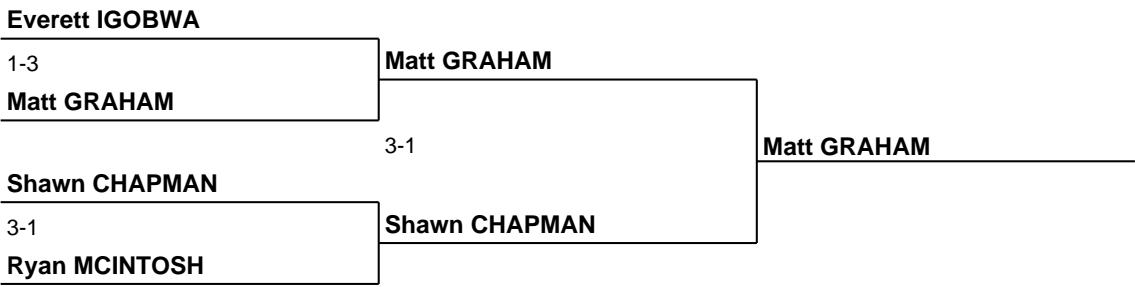 Everett IGOBWA
1-3
Matt GRAHAM
Matt GRAHAM
3-1
Matt GRAHAM
Shawn CHAPMAN
3-1
Shawn CHAPMAN
Ryan MCINTOSH